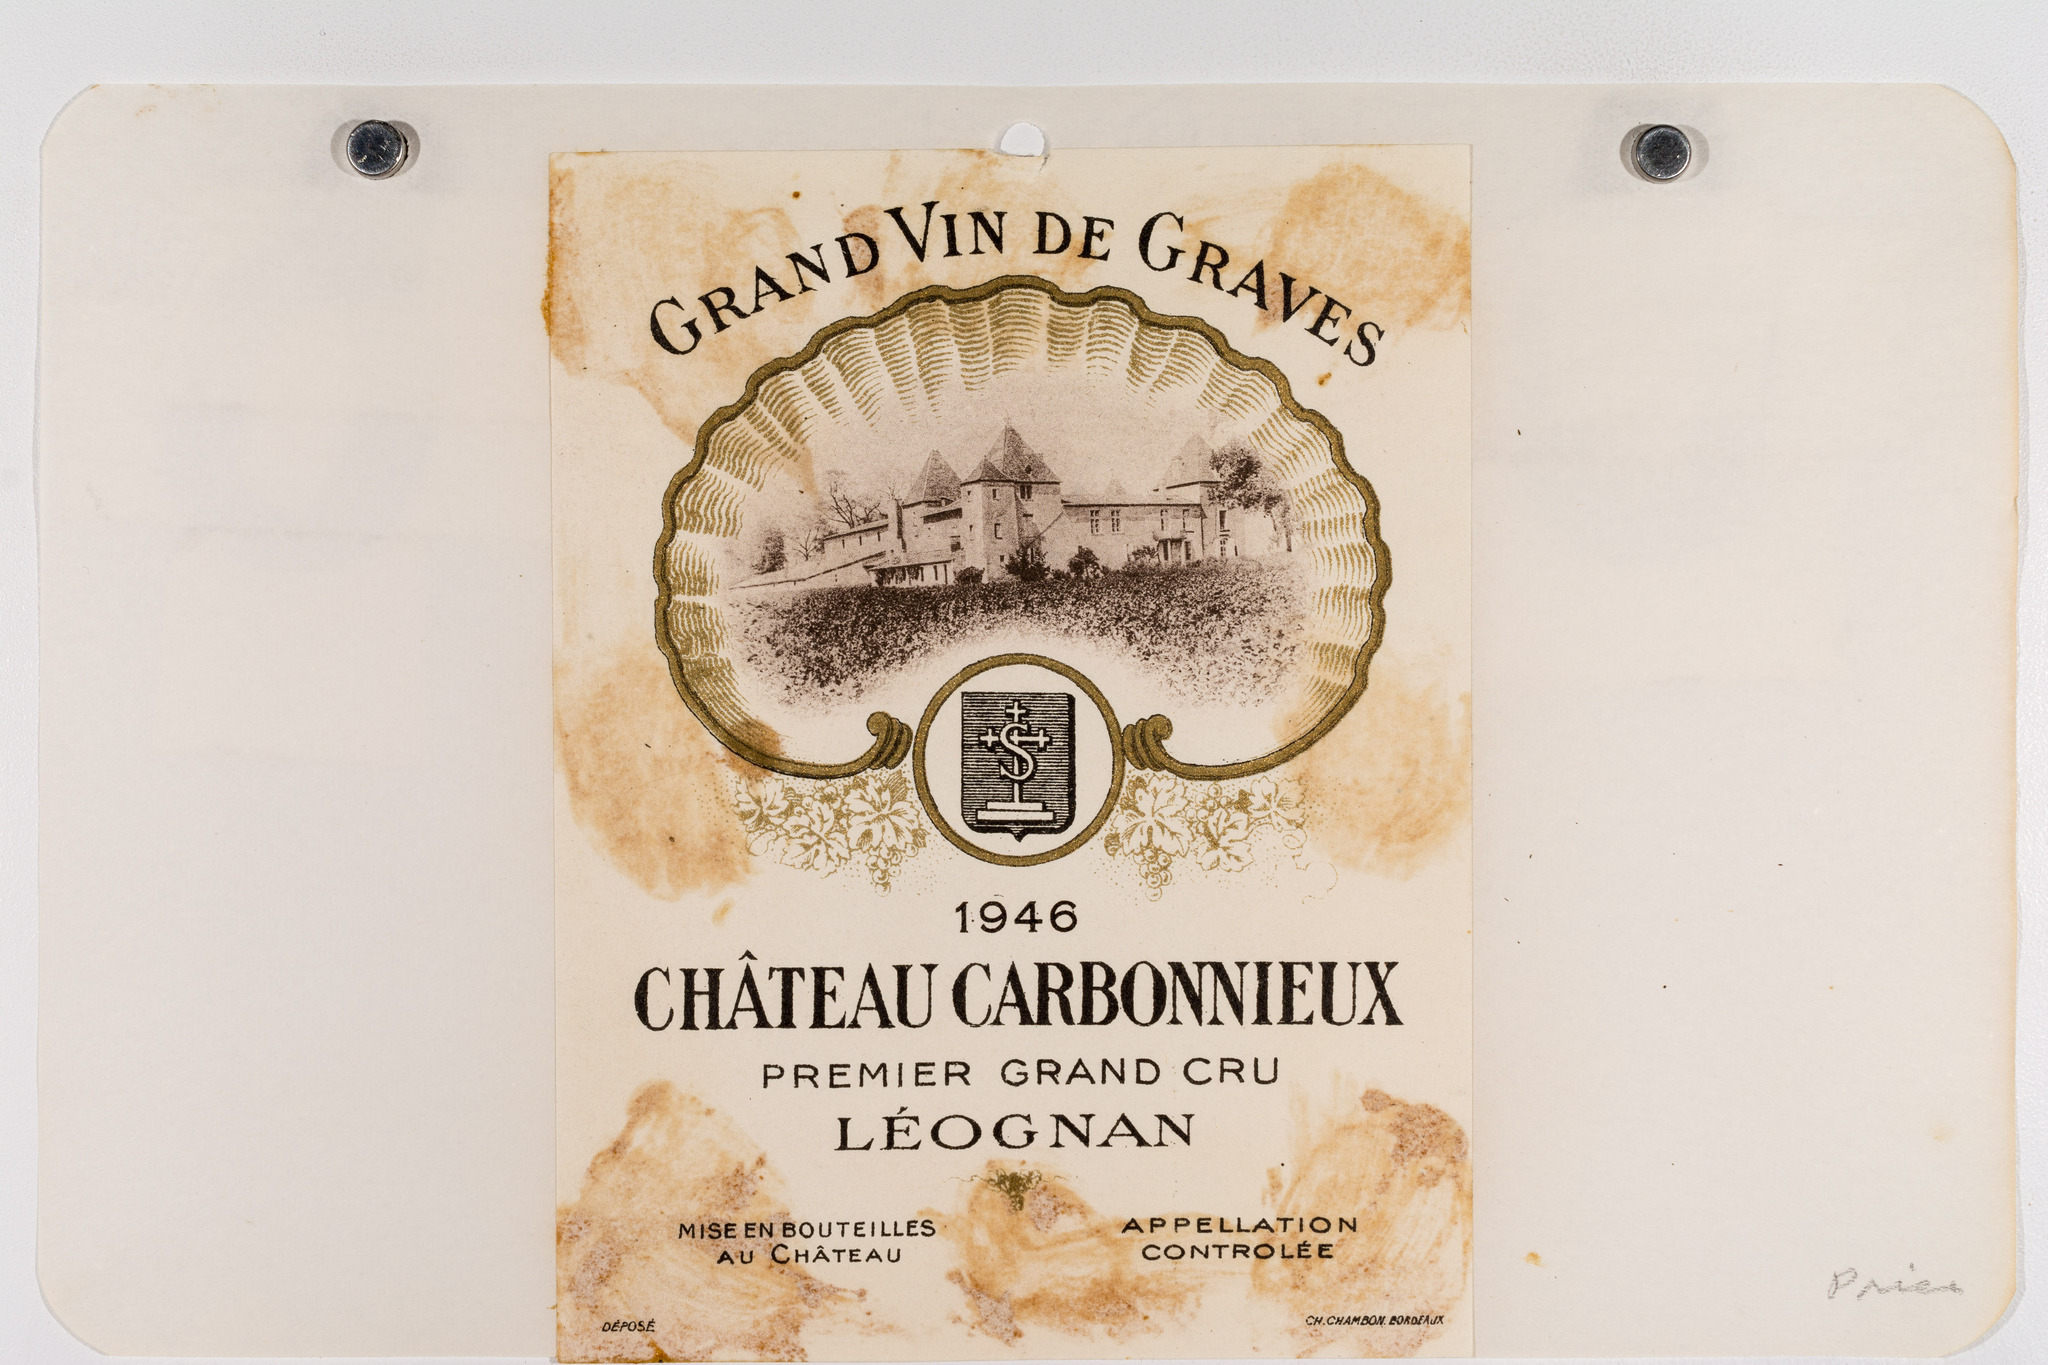 GRAND VIN DE GRAVES
1946
CHÂTEAU CARBONNIEUX
PREMIER GRAND CRU
LÉOGNAN
MISE EN BOUTEILLES
AU CHÂTEAU
APPELLATION
CONTROLÉE
DÉPOSÉ
CH. CHAMBON. BORDEAUX